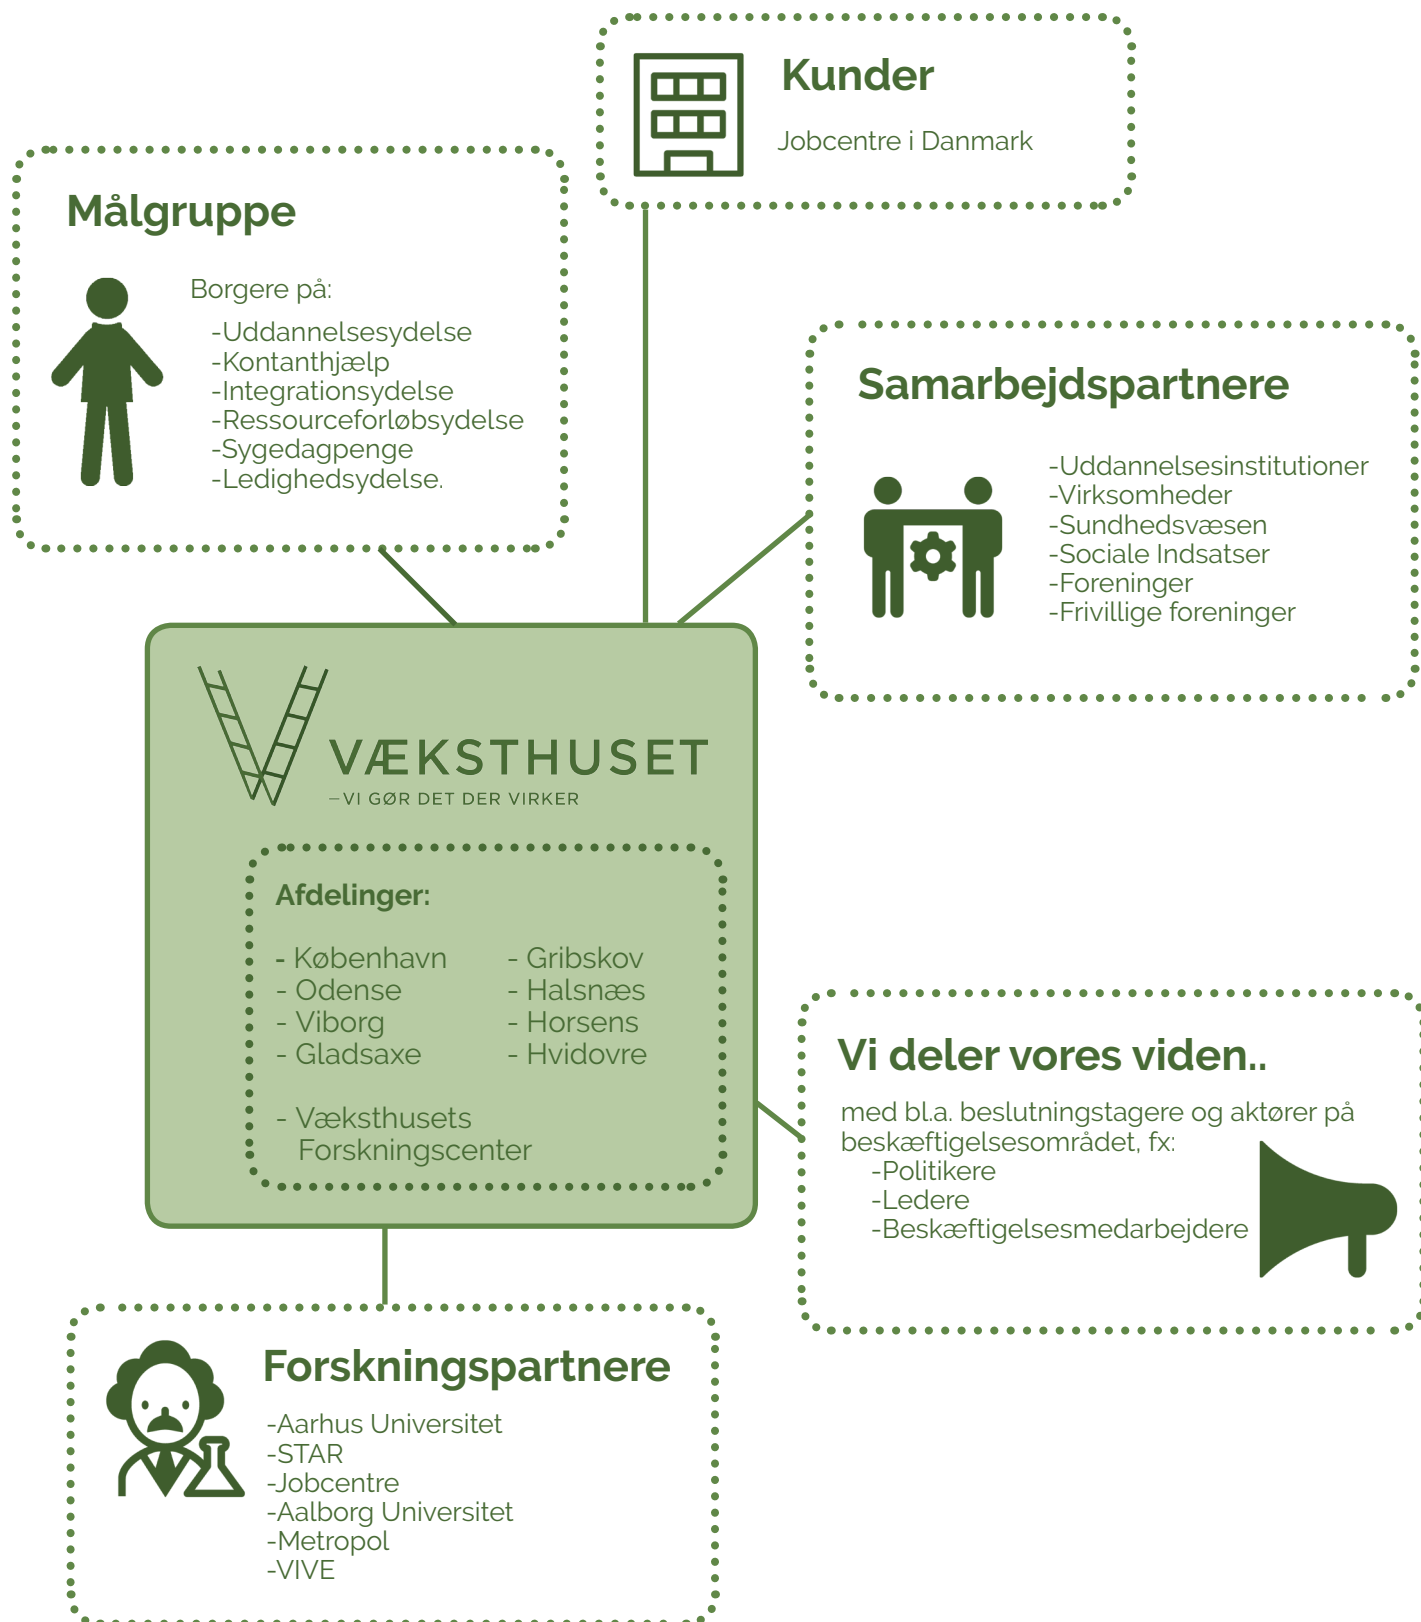 Kunder
Jobcentre i Danmark
Målgruppe
Borgere på:
-Uddannelsesydelse
-Kontanthjælp
-Integrationsydelse
-Ressourceforløbsydelse
-Sygedagpenge
-Ledighedsydelse.
Samarbejdspartnere
-Uddannelsesinstitutioner
-Virksomheder
-Sundhedsvæsen
-Sociale Indsatser
-Foreninger
-Frivillige foreninger
VÆKSTHUSET
–VI GØR DET DER VIRKER
Afdelinger:
- København
- Odense
- Viborg
- Gladsaxe
- Gribskov
- Halsnæs
- Horsens
- Hvidovre
- Væksthusets
Forskningscenter
Vi deler vores viden..
med bl.a. beslutningstagere og aktører på
beskæftigelsesområdet, fx:
-Politikere
-Ledere
-Beskæftigelsesmedarbejdere
Forskningspartnere
-Aarhus Universitet
-STAR
-Jobcentre
-Aalborg Universitet
-Metropol
-VIVE